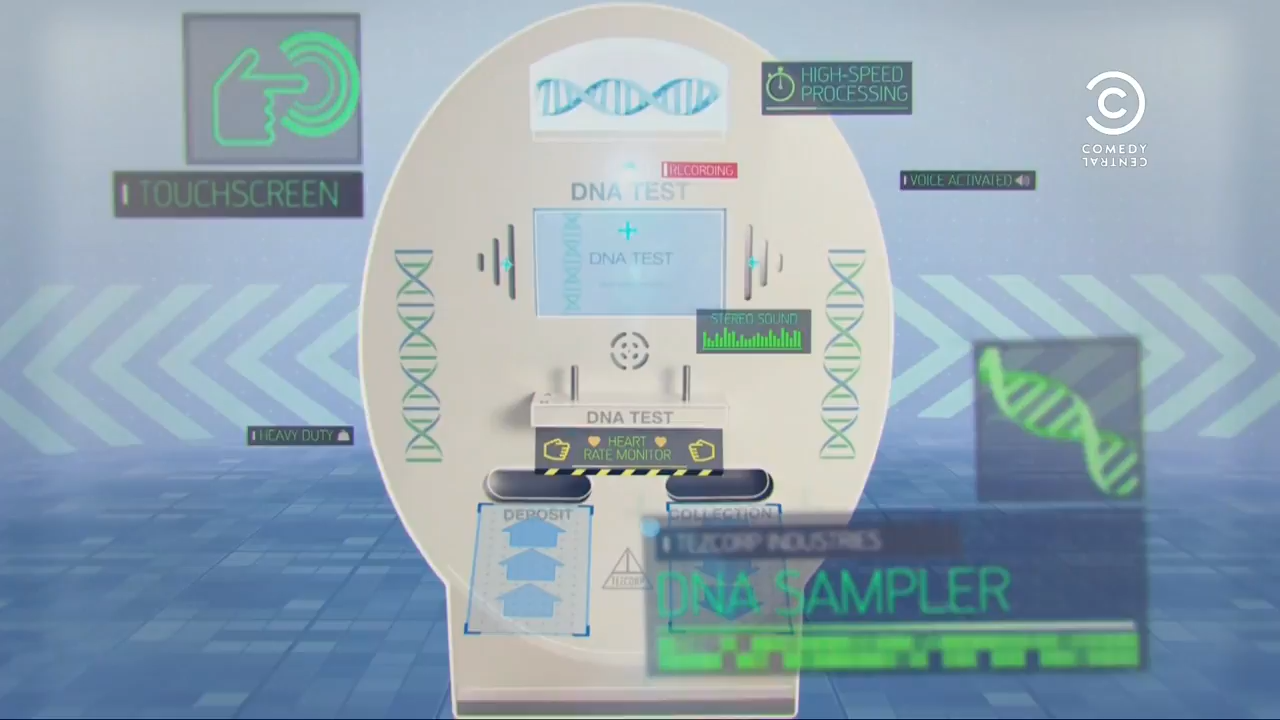 HIGH-SPEED
PROCESSING
COMEDY
CENTRAL
TOUCHSCREEN
RECORDING
VOICE ACTIVATED
DNA TEST
DNA TEST
STEREO SOUND
DNA TEST
HEAVY DUTY
HEART
RATE MONITOR
DEPOSIT
COLLECTION
TEZCORP INDUSTRIES
TEZCORP
DNA SAMPLER